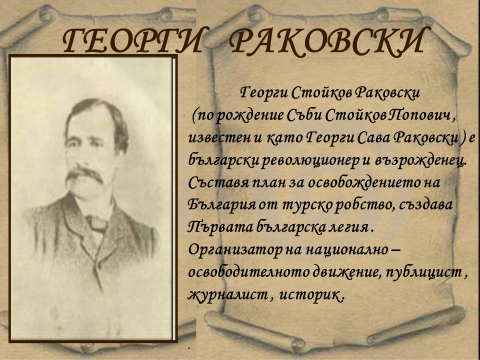 ГЕОРГИ РАКОВСКИ
Георги Стойков Раковски
(по рождение Съби Стойков Попович ,
известен и като Георги Сава Раковски ) е
български революционер и възрожденец.
Съставя план за освобождението на
България от турско робство, създава
Първата българска легия .
Организатор на национално –
освободителното движение, публицист ,
журналист , историк .
.